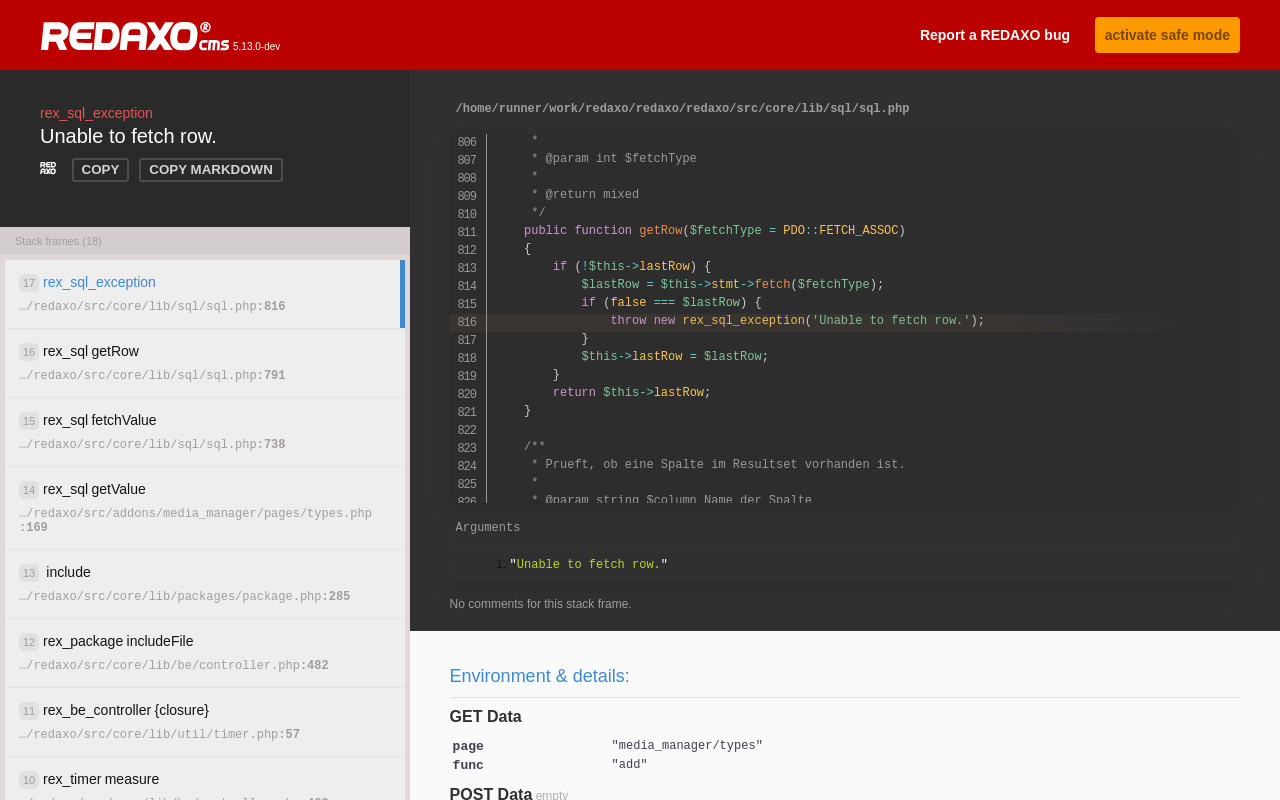 REDAXO® cms 5.13.0-dev
Report a REDAXO bug
activate safe mode
rex_sql_exception
Unable to fetch row.
RED AXO
COPY
COPY MARKDOWN
Stack frames (18)
17 rex_sql_exception
…/redaxo/src/core/lib/sql/sql.php:816
16 rex_sql getRow
…/redaxo/src/core/lib/sql/sql.php:791
15 rex_sql fetchValue
…/redaxo/src/core/lib/sql/sql.php:738
14 rex_sql getValue
…/redaxo/src/addons/media_manager/pages/types.php
:169
13 include
…/redaxo/src/core/lib/packages/package.php:285
12 rex_package includeFile
…/redaxo/src/core/lib/be/controller.php:482
11 rex_be_controller {closure}
…/redaxo/src/core/lib/util/timer.php:57
10 rex_timer measure
/home/runner/work/redaxo/redaxo/redaxo/src/core/lib/sql/sql.php
806      *
807      * @param int $fetchType
808      *
809      * @return mixed
810      */
811     public function getRow($fetchType = PDO::FETCH_ASSOC)
812     {
813         if (!$this->lastRow) {
814             $lastRow = $this->stmt->fetch($fetchType);
815             if (false === $lastRow) {
816                 throw new rex_sql_exception('Unable to fetch row.');
817             }
818             $this->lastRow = $lastRow;
819         }
820         return $this->lastRow;
821     }
822
823     /**
824      * Prueft, ob eine Spalte im Resultset vorhanden ist.
825      *
826      * @param string $column Name der Spalte
Arguments
1. "Unable to fetch row."
No comments for this stack frame.
Environment & details:
GET Data
page "media_manager/types"
func "add"
POST Data empty